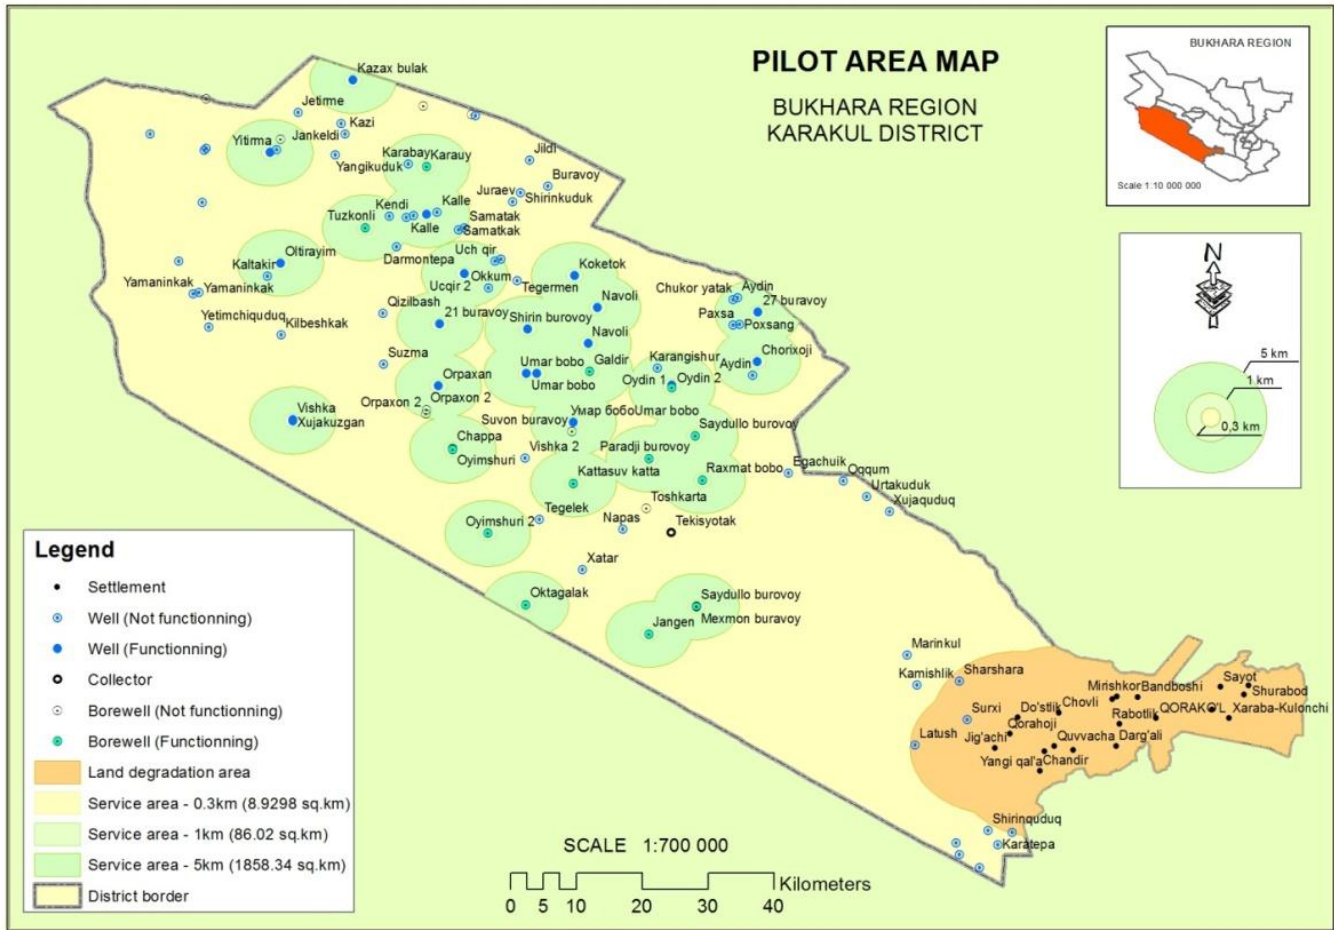 PILOT AREA MAP
BUKHARA REGION
KARAKUL DISTRICT
BUKHARA REGION
Scale 1:10 000 000
N
5 km
1 km
0,3 km
Kazax bulak
Jetirme
Kazi
Jankeldi
Yitirma
Yangikuduk
Karabay
Karauy
Jildi
Buravoy
Juraev
Shirinkuduk
Tuzkonli
Kendi
Kalle
Kalle
Samatak
Samatkak
Darmontepa
Uch qir
Oltirayim
Kaltakir
Okkum
Ucqir 2
Tegermen
Koketok
Yamaninkak
Yamaninkak
Chukor yatak
Aydin
27 buravoy
Navoli
Qizilbash
21 buravoy
Shirin burovoy
Paxsa
Poxsang
Yetimchiquduq
Kilbeshkak
Navoli
Suzma
Umar bobo
Galdir
Karangishur
Chorixoji
Aydin
Orpaxan
Umar bobo
Oydin 1
Oydin 2
Orpaxon 2
Orpaxon 2
Vishka
Xujakuzgan
Suvon buravoy
Умар бобо
Umar bobo
Saydullo burovoy
Chappa
Oyimshuri
Vishka 2
Paradji burovoy
Kattasuv katta
Raxmat bobo
Egachuik
Oqqum
Urtakuduk
Xujaquduq
Toshkarta
Oyimshuri 2
Tegelek
Napas
Tekisyotak
Xatar
Oktagalak
Saydullo burovoy
Mexmon buravoy
Jangen
Marinkul
Kamishlik
Sharshara
Surxi
Latush
Mirishkor
Bandboshi
Sayot
Shurabod
Do'stlik
Chovli
QORAKO'L
Xaraba-Kulonchi
Rabotlik
Qorahoji
Jig'achi
Quvvacha
Darg'ali
Yangi qal'a
Chandir
Shirinquduq
Karatepa
Legend
Settlement
Well (Not functionning)
Well (Functionning)
Collector
Borewell (Not functionning)
Borewell (Functionning)
Land degradation area
Service area - 0.3km (8.9298 sq.km)
Service area - 1km (86.02 sq.km)
Service area - 5km (1858.34 sq.km)
District border
SCALE 1:700 000
Kilometers
0 5 10 20 30 40